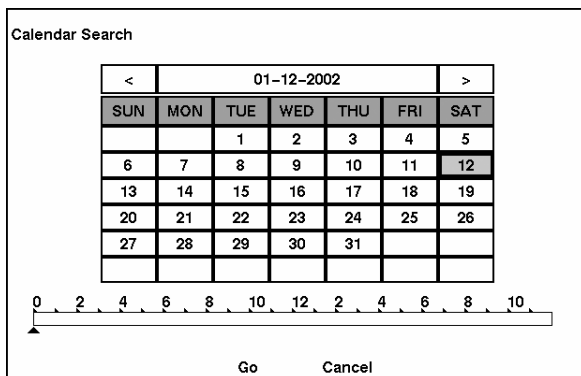 Calendar Search
< 01-12-2002 >
SUN MON TUE WED THU FRI SAT
1 2 3 4 5
6 7 8 9 10 11 12
13 14 15 16 17 18 19
20 21 22 23 24 25 26
27 28 29 30 31
0 2 4 6 8 10 12 2 4 6 8 10
Go Cancel